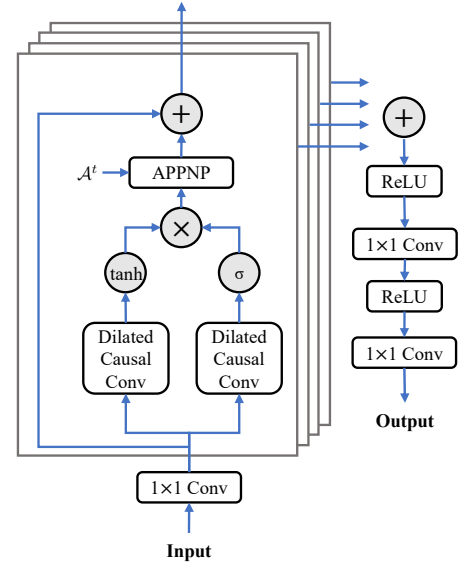 +
+
𝒜ᵗ
APPNP
ReLU
×
1×1 Conv
tanh
σ
ReLU
Dilated
Causal
Conv
Dilated
Causal
Conv
1×1 Conv
Output
1×1 Conv
Input